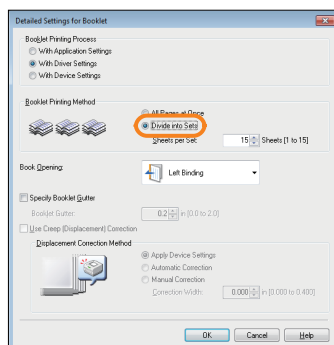 Detailed Settings for Booklet
Booklet Printing Process
With Application Settings
With Driver Settings
With Device Settings
Booklet Printing Method
All Pages at Once
Divide into Sets
Sheets per Set: 15 Sheets [1 to 15]
Book Opening: Left Binding
Specify Booklet Gutter
Booklet Gutter: 0.2 in [0.0 to 2.0]
Use Creep (Displacement) Correction
Displacement Correction Method
Apply Device Settings
Automatic Correction
Manual Correction
Correction Width: 0.000 in [0.000 to 0.400]
OK Cancel Help